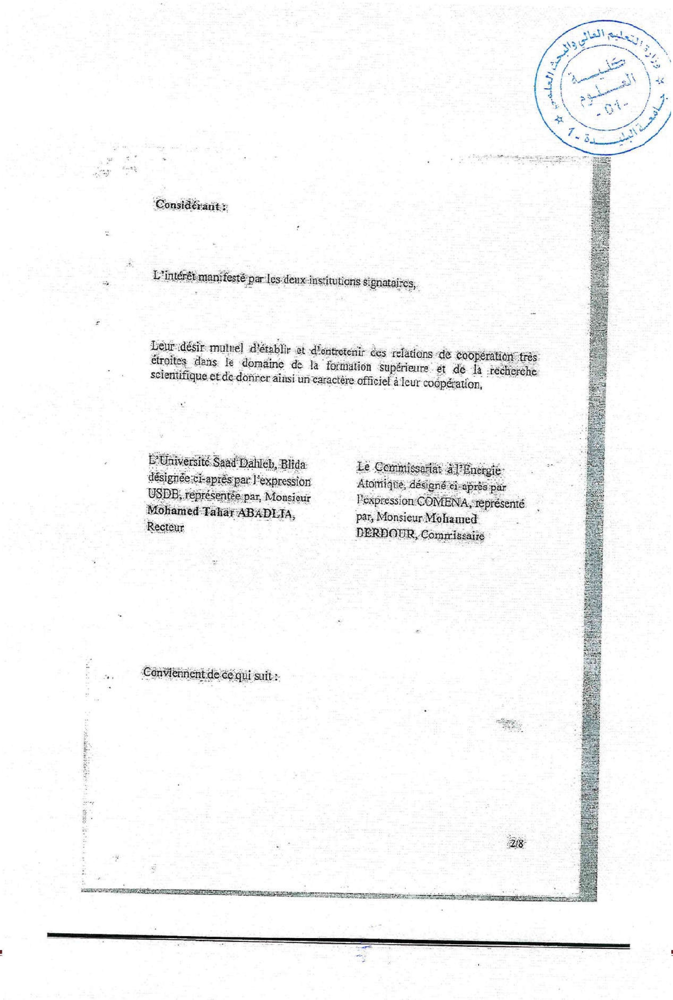 وزارة التعليم العالي والبحث العلمي
كليـــة
العـــلوم
- 01 -
جـامعـــة البليـــــدة - 1
Considérant :
L'intérêt manifesté par les deux institutions signataires,
Leur désir mutuel d'établir et d'entretenir des relations de coopération très
étroites dans le domaine de la formation supérieure et de la recherche
scientifique et de donner ainsi un caractère officiel à leur coopération,
L'Université Saad Dahleb, Blida
désignée ci-après par l'expression
USDB, représentée par, Monsieur
Mohamed Tahar ABADLIA,
Recteur
Le Commissariat à l'Energie
Atomique, désigné ci-après par
l'expression COMENA, représenté
par, Monsieur Mohamed
DERDOUR, Commissaire
Conviennent de ce qui suit :
2/8